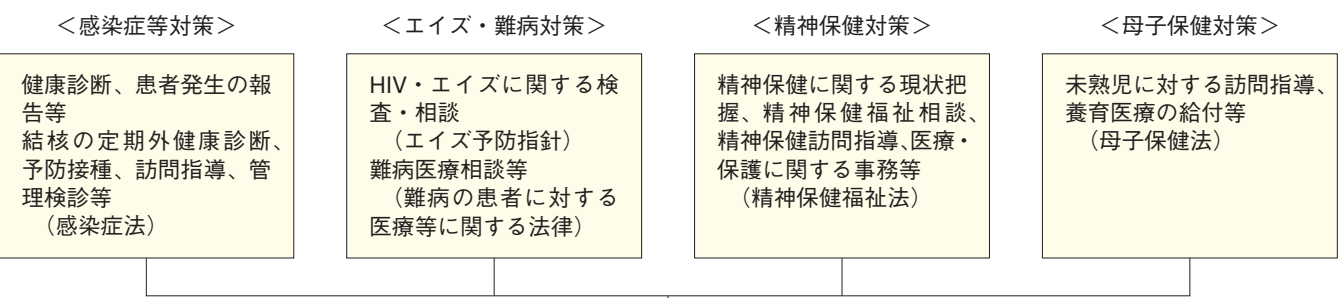 ＜感染症等対策＞
健康診断、患者発生の報
告等
結核の定期外健康診断、
予防接種、訪問指導、管
理検診等
（感染症法）
＜エイズ・難病対策＞
HIV・エイズに関する検
査・相談
（エイズ予防指針）
難病医療相談等
（難病の患者に対する
医療等に関する法律）
＜精神保健対策＞
精神保健に関する現状把
握、精神保健福祉相談、
精神保健訪問指導、医療・
保護に関する事務等
（精神保健福祉法）
＜母子保健対策＞
未熟児に対する訪問指導、
養育医療の給付等
（母子保健法）